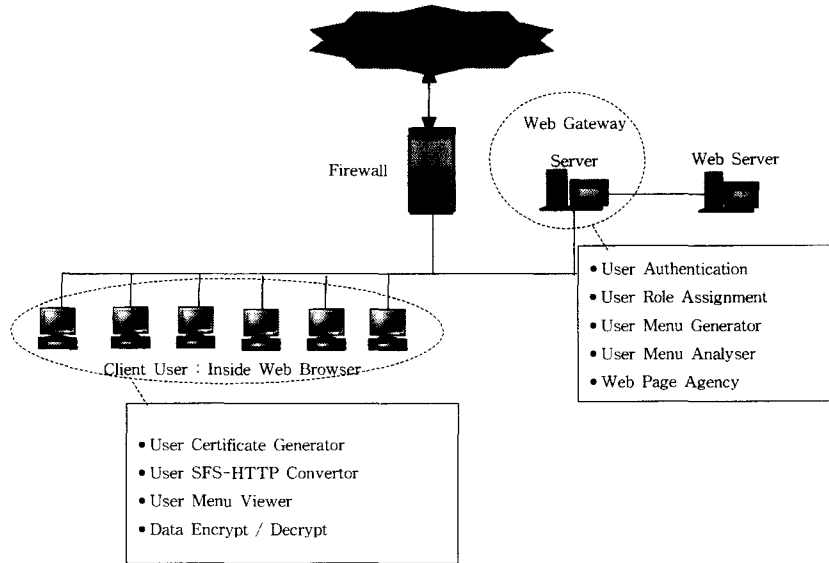 Web Gateway
Server
Web Server
Firewall
• User Authentication
• User Role Assignment
• User Menu Generator
• User Menu Analyser
• Web Page Agency
Client User : Inside Web Browser
• User Certificate Generator
• User SFS-HTTP Convertor
• User Menu Viewer
• Data Encrypt / Decrypt